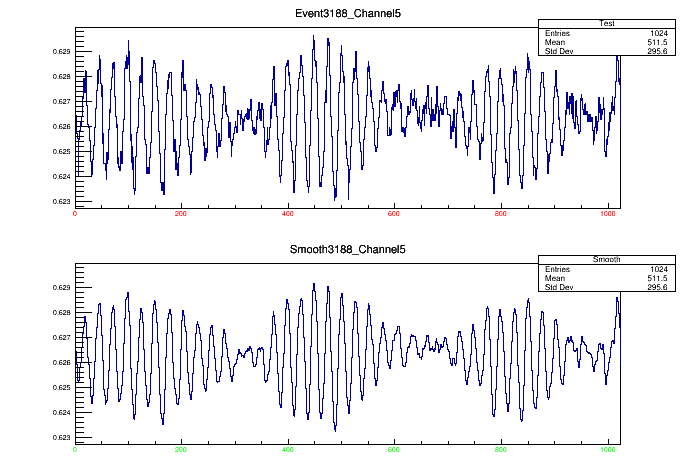 Event3188_Channel5
Test
Entries 1024
Mean 511.5
Std Dev 295.6
0.629
0.628
0.627
0.626
0.625
0.624
0.623
0 200 400 600 800 1000
Smooth3188_Channel5
Smooth
Entries 1024
Mean 511.5
Std Dev 295.6
0.629
0.628
0.627
0.626
0.625
0.624
0.623
0 200 400 600 800 1000